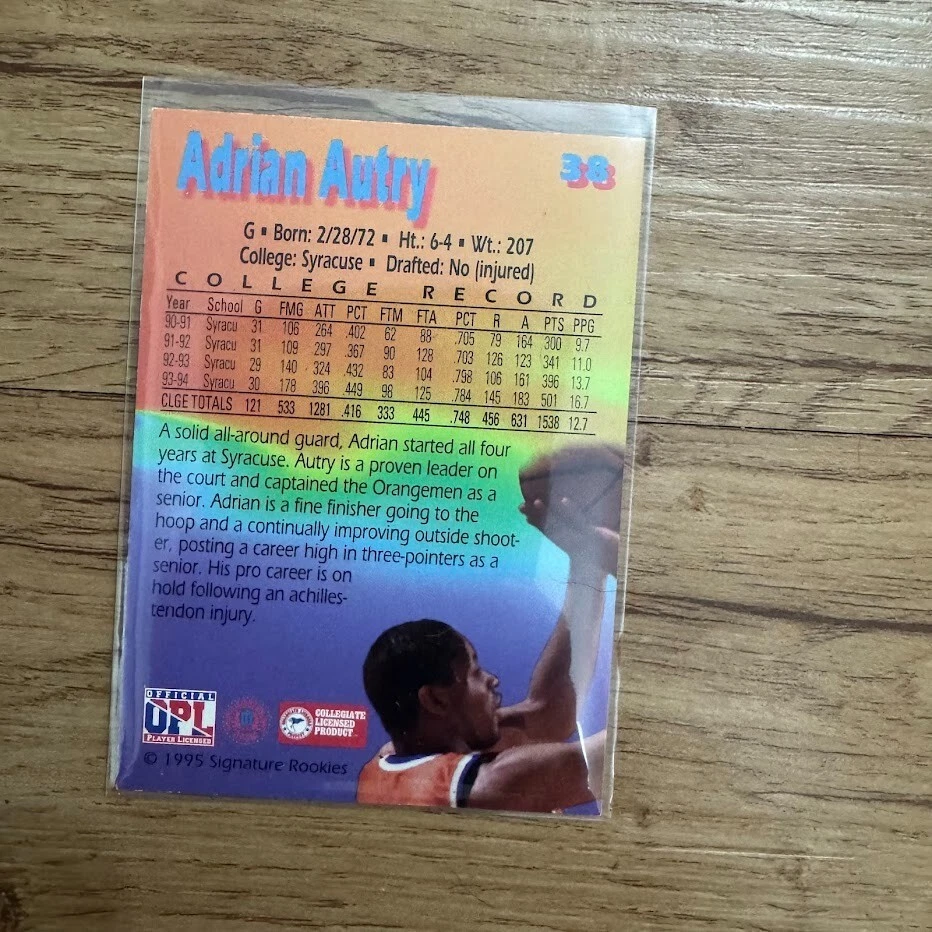 Adrian Autry 38
G ▪ Born: 2/28/72 ▪ Ht.: 6-4 ▪ Wt.: 207
College: Syracuse ▪ Drafted: No (injured)
COLLEGE RECORD
Year School G FMG ATT PCT FTM FTA PCT R A PTS PPG
90-91 Syracu 31 106 264 .402 62 88 .705 79 164 300 9.7
91-92 Syracu 31 109 297 .367 90 128 .703 126 123 341 11.0
92-93 Syracu 29 140 324 .432 83 104 .798 106 161 396 13.7
93-94 Syracu 30 178 396 .449 98 125 .784 145 183 501 16.7
CLGE TOTALS 121 533 1281 .416 333 445 .748 456 631 1538 12.7
A solid all-around guard, Adrian started all four
years at Syracuse. Autry is a proven leader on
the court and captained the Orangemen as a
senior. Adrian is a fine finisher going to the
hoop and a continually improving outside shoot-
er, posting a career high in three-pointers as a
senior. His pro career is on
hold following an achilles-
tendon injury.
OFFICIAL
OPL
PLAYER LICENSED
COLLEGIATE
LICENSED
PRODUCT
© 1995 Signature Rookies